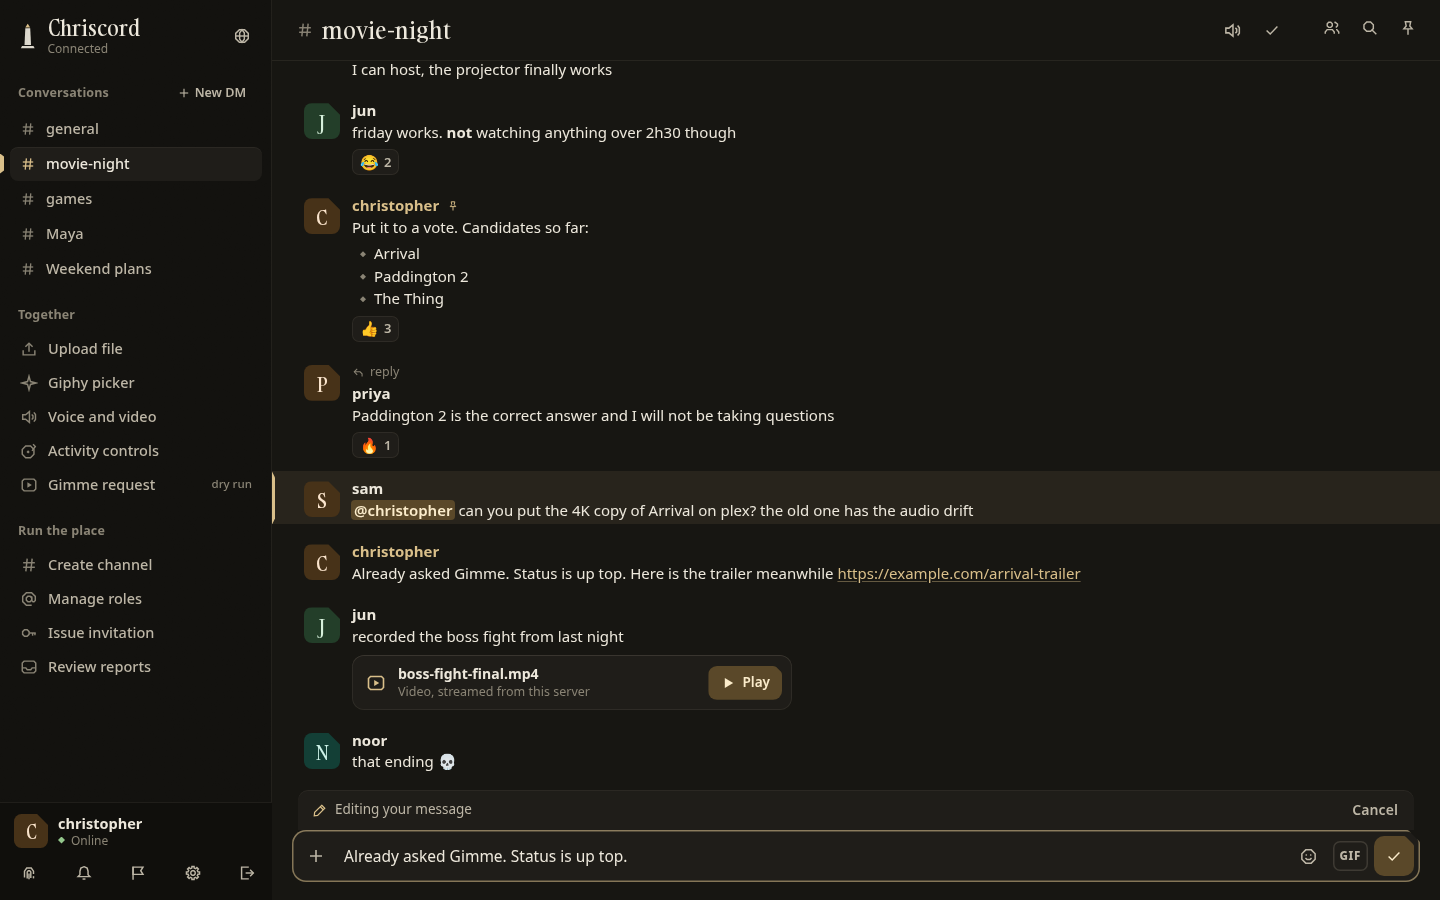 Chriscord
Connected
Conversations
+ New DM
# general
# movie-night
# games
# Maya
# Weekend plans
Together
Upload file
Giphy picker
Voice and video
Activity controls
Gimme request
dry run
Run the place
Create channel
Manage roles
Issue invitation
Review reports
C
christopher
Online
# movie-night
I can host, the projector finally works
J
jun
friday works. not watching anything over 2h30 though
😂 2
C
christopher
Put it to a vote. Candidates so far:
Arrival
Paddington 2
The Thing
👍 3
reply
P
priya
Paddington 2 is the correct answer and I will not be taking questions
🔥 1
S
sam
@christopher can you put the 4K copy of Arrival on plex? the old one has the audio drift
C
christopher
Already asked Gimme. Status is up top. Here is the trailer meanwhile https://example.com/arrival-trailer
J
jun
recorded the boss fight from last night
boss-fight-final.mp4
Video, streamed from this server
Play
N
noor
that ending 💀
Editing your message
Cancel
Already asked Gimme. Status is up top.
GIF